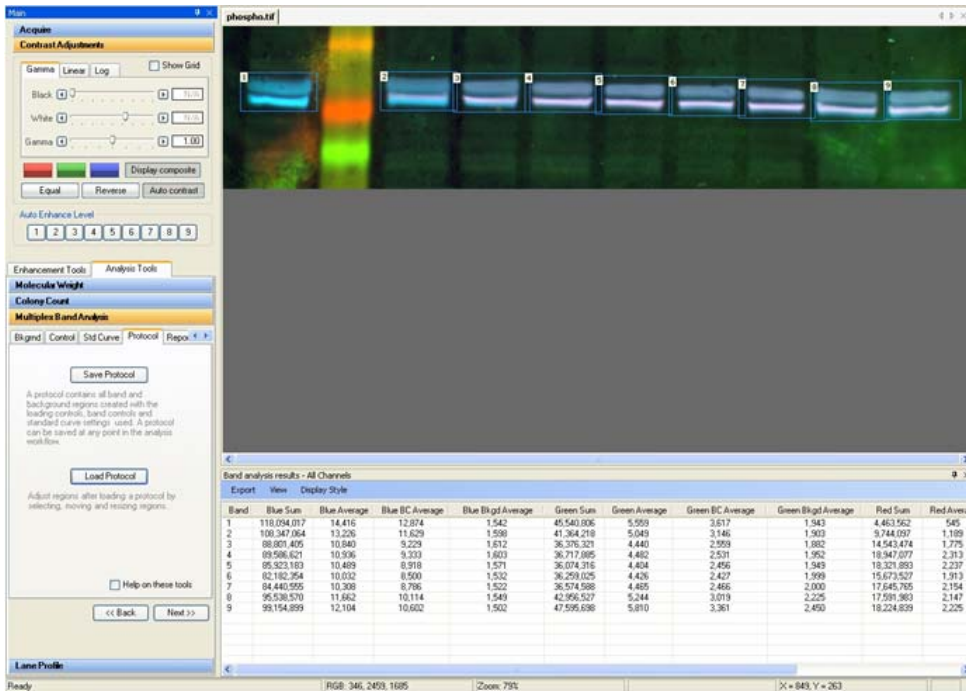 Main
Acquire
Contrast Adjustments
Gamma Linear Log Show Grid
Black N/A
White N/A
Gamma 1.00
Display composite
Equal Reverse Auto contrast
Auto Enhance Level
1 2 3 4 5 6 7 8 9
Enhancement Tools Analysis Tools
Molecular Weight
Colony Count
Multiplex Band Analysis
Bkgrnd Control Std Curve Protocol Repor
Save Protocol
A protocol contains all band and
background regions created with the
loading controls, band controls and
standard curve settings used. A protocol
can be saved at any point in the analysis
workflow.
Load Protocol
Adjust regions after loading a protocol by
selecting, moving and resizing regions.
Help on these tools
<< Back Next >>
Lane Profile
phospho.tif
1 2 3 4 5 6 7 8 9
Band analysis results - All Channels
Export View Display Style
Band Blue Sum Blue Average Blue BC Average Blue Bkgd Average Green Sum Green Average Green BC Average Green Bkgd Average Red Sum Red Avera
1 118,094,017 14,416 12,874 1,542 45,540,806 5,559 3,617 1,943 4,463,562 545
2 108,347,064 13,226 11,629 1,598 41,364,218 5,049 3,146 1,903 9,744,097 1,189
3 88,801,405 10,840 9,229 1,612 36,376,321 4,440 2,559 1,882 14,543,474 1,775
4 89,586,621 10,936 9,333 1,603 36,717,885 4,482 2,531 1,952 18,947,077 2,313
5 85,923,183 10,489 8,918 1,571 36,074,316 4,404 2,456 1,949 18,321,893 2,237
6 82,182,354 10,032 8,500 1,532 36,259,025 4,426 2,427 1,999 15,673,527 1,913
7 84,440,555 10,308 8,786 1,522 36,574,588 4,465 2,466 2,000 17,645,765 2,154
8 95,538,570 11,662 10,114 1,549 42,956,527 5,244 3,019 2,225 17,591,983 2,147
9 99,154,899 12,104 10,602 1,502 47,595,698 5,810 3,361 2,450 18,224,839 2,225
Ready RGB: 346, 2459, 1685 Zoom: 79% X = 849, Y = 263